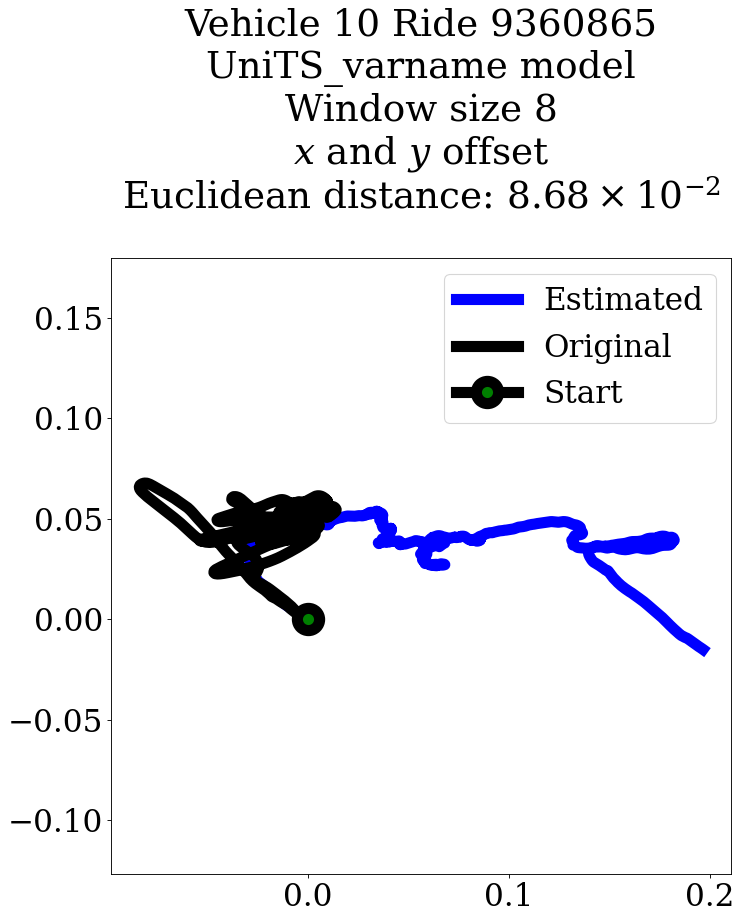 Vehicle 10 Ride 9360865
UniTS_varname model
Window size 8
x and y offset
Euclidean distance: 8.68 × 10⁻²
Estimated
Original
Start
0.15
0.10
0.05
0.00
−0.05
−0.10
0.0
0.1
0.2